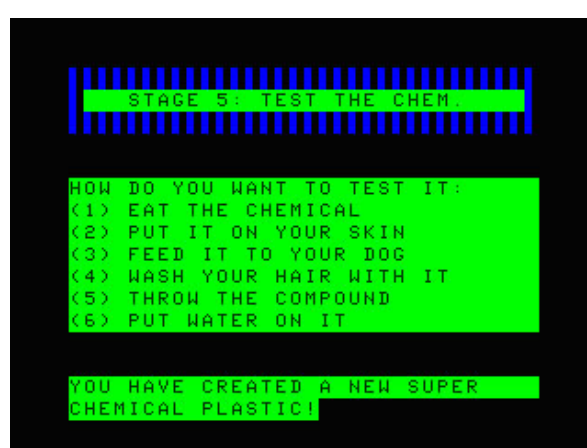 STAGE 5: TEST THE CHEM.
HOW DO YOU WANT TO TEST IT:
(1) EAT THE CHEMICAL
(2) PUT IT ON YOUR SKIN
(3) FEED IT TO YOUR DOG
(4) WASH YOUR HAIR WITH IT
(5) THROW THE COMPOUND
(6) PUT WATER ON IT
YOU HAVE CREATED A NEW SUPER
CHEMICAL PLASTIC!